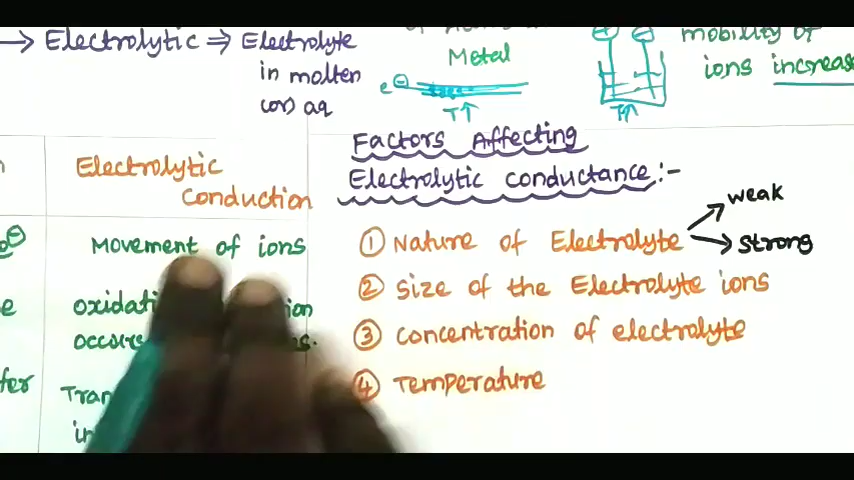 → Electrolytic ⇒ Electrolyte
in molten
(or) aq
Metal
e⊖
T↑
+ −
T↑
mobility of
ions increase
Electrolytic
Conduction
Movement of ions
occurs
Factors Affecting
Electrolytic conductance:-
① Nature of Electrolyte
weak
strong
② size of the Electrolyte ions
③ concentration of electrolyte
④ Temperature